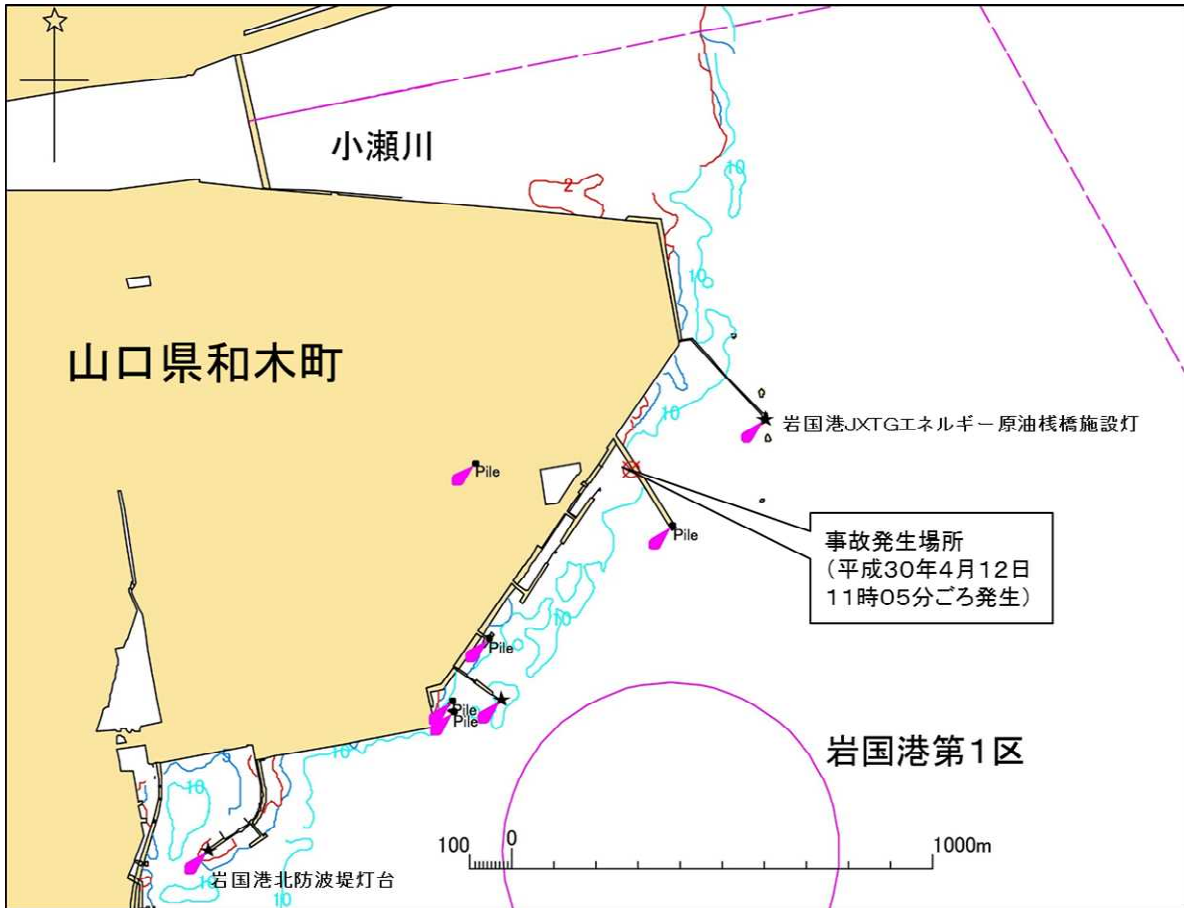 小瀬川
2
10
10
山口県和木町
10
岩国港JXTGエネルギー原油桟橋施設灯
Pile
Pile
事故発生場所
(平成30年4月12日
11時05分ごろ発生)
10
Pile
Pile
Pile
岩国港第1区
10
5
10
100
0
1000m
10
岩国港北防波堤灯台
10